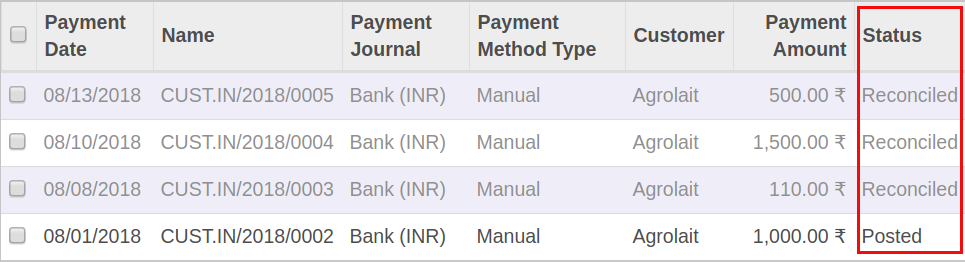 Payment Date Name Payment Journal Payment Method Type Customer Payment Amount Status
08/13/2018 CUST.IN/2018/0005 Bank (INR) Manual Agrolait 500.00 ₹ Reconciled
08/10/2018 CUST.IN/2018/0004 Bank (INR) Manual Agrolait 1,500.00 ₹ Reconciled
08/08/2018 CUST.IN/2018/0003 Bank (INR) Manual Agrolait 110.00 ₹ Reconciled
08/01/2018 CUST.IN/2018/0002 Bank (INR) Manual Agrolait 1,000.00 ₹ Posted